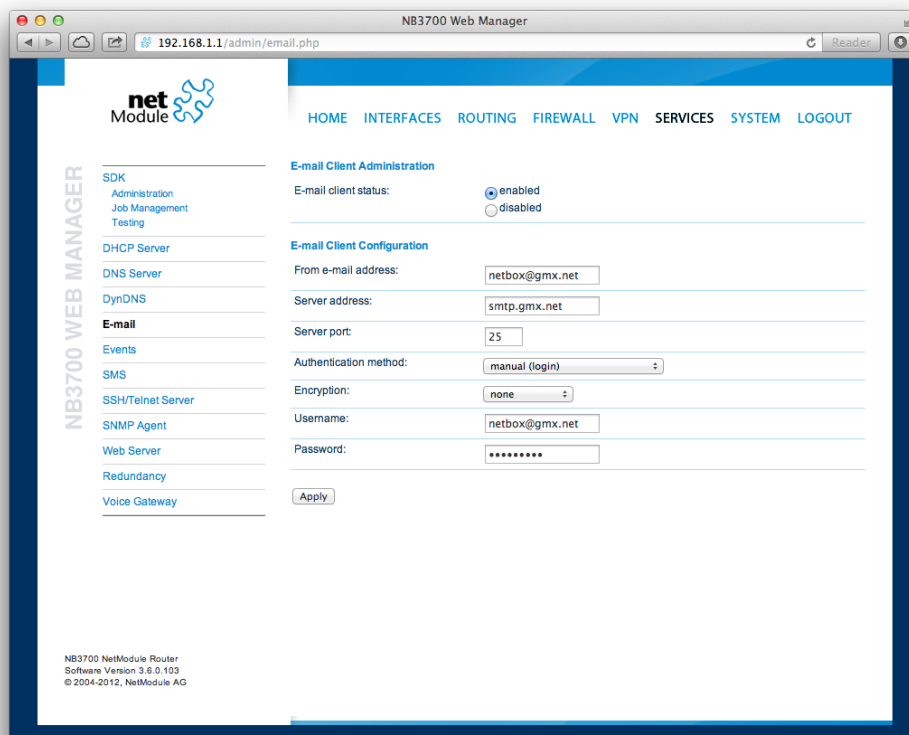 NB3700 Web Manager
192.168.1.1/admin/email.php
Reader
net
Module
HOME INTERFACES ROUTING FIREWALL VPN SERVICES SYSTEM LOGOUT
NB3700 WEB MANAGER
SDK
Administration
Job Management
Testing
DHCP Server
DNS Server
DynDNS
E-mail
Events
SMS
SSH/Telnet Server
SNMP Agent
Web Server
Redundancy
Voice Gateway
E-mail Client Administration
E-mail client status: enabled
disabled
E-mail Client Configuration
From e-mail address: netbox@gmx.net
Server address: smtp.gmx.net
Server port: 25
Authentication method: manual (login)
Encryption: none
Username: netbox@gmx.net
Password: •••••••••
Apply
NB3700 NetModule Router
Software Version 3.6.0.103
© 2004-2012, NetModule AG